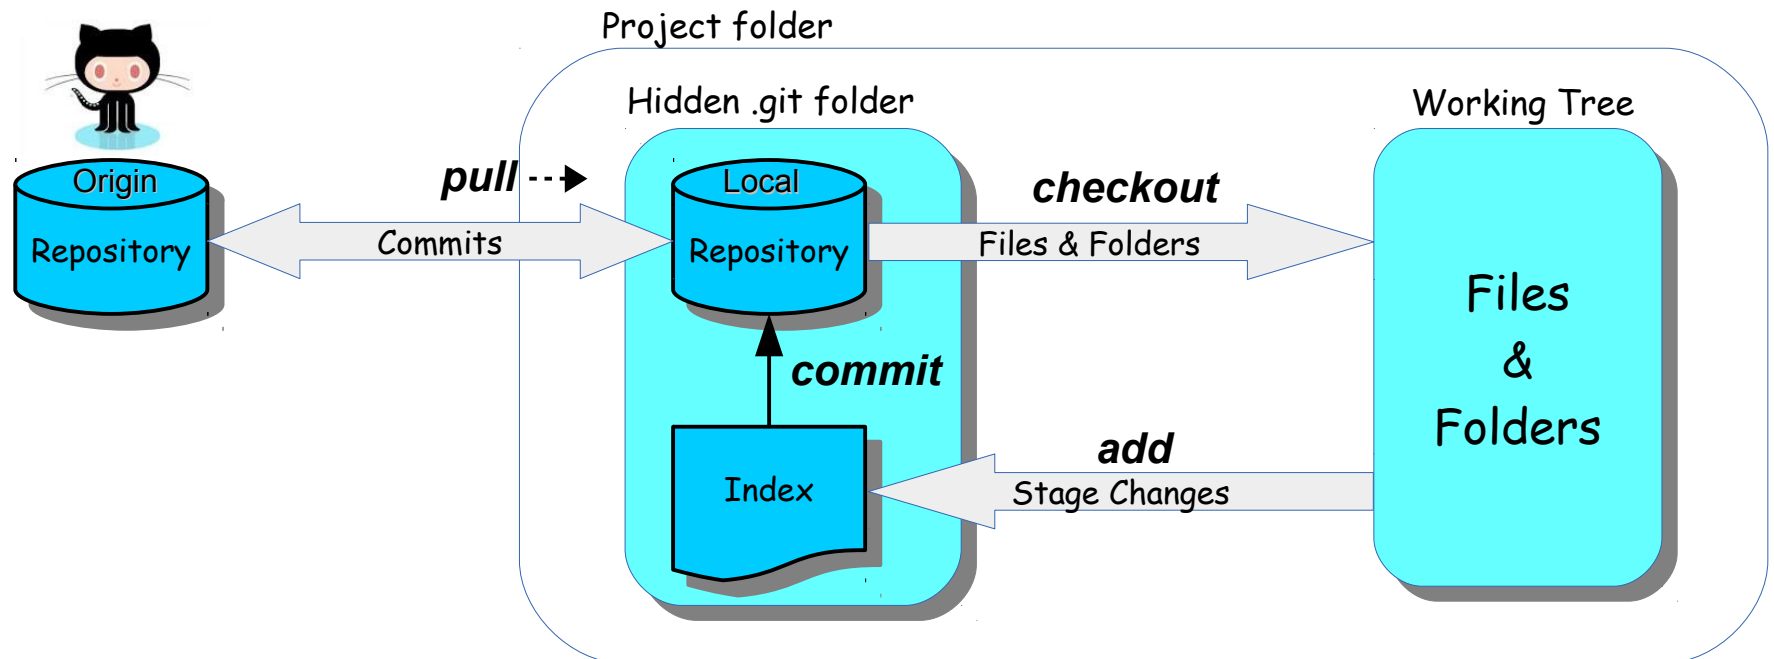 Project folder
Hidden .git folder
Working Tree
Origin
Repository
pull
Commits
Local
Repository
checkout
Files & Folders
commit
Index
add
Stage Changes
Files
&
Folders